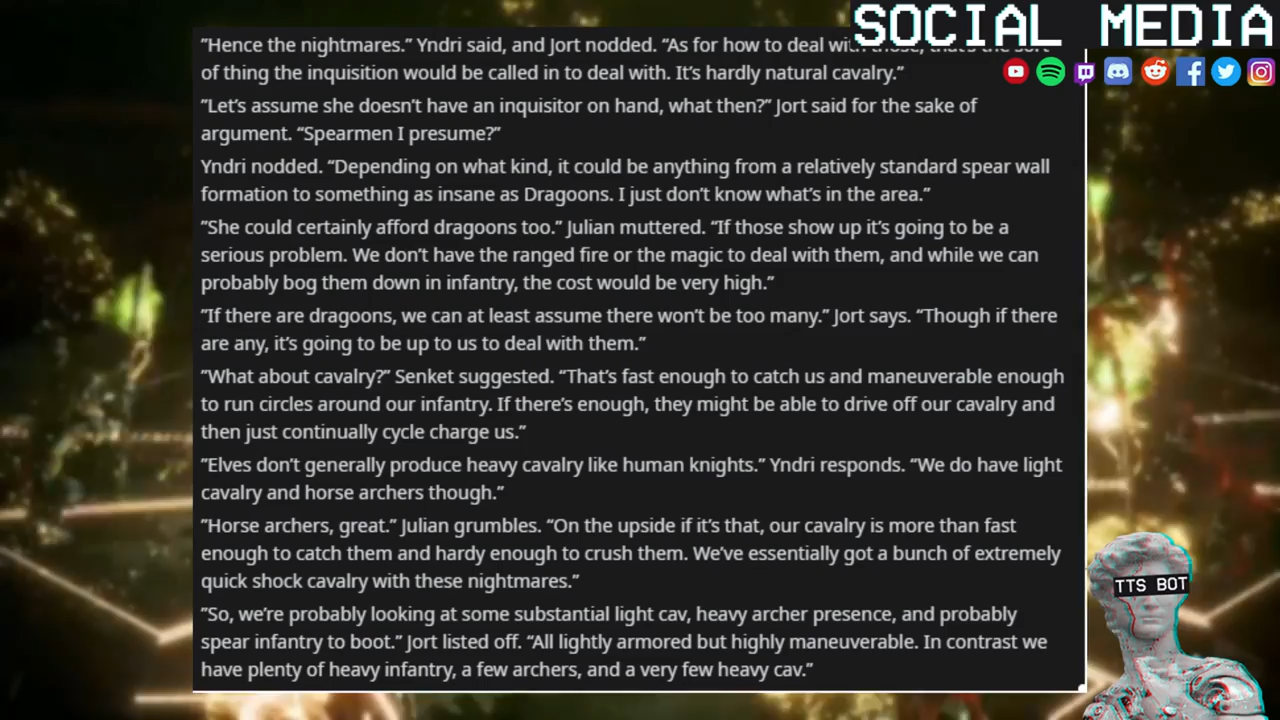 SOCIAL MEDIA
"Hence the nightmares." Yndri said, and Jort nodded. "As for how to deal with those, that's the sort
of thing the inquisition would be called in to deal with. It's hardly natural cavalry."
"Let's assume she doesn't have an inquisitor on hand, what then?" Jort said for the sake of
argument. "Spearmen I presume?"
Yndri nodded. "Depending on what kind, it could be anything from a relatively standard spear wall
formation to something as insane as Dragoons. I just don't know what's in the area."
"She could certainly afford dragoons too." Julian muttered. "If those show up it's going to be a
serious problem. We don't have the ranged fire or the magic to deal with them, and while we can
probably bog them down in infantry, the cost would be very high."
"If there are dragoons, we can at least assume there won't be too many." Jort says. "Though if there
are any, it's going to be up to us to deal with them."
"What about cavalry?" Senket suggested. "That's fast enough to catch us and maneuverable enough
to run circles around our infantry. If there's enough, they might be able to drive off our cavalry and
then just continually cycle charge us."
"Elves don't generally produce heavy cavalry like human knights." Yndri responds. "We do have light
cavalry and horse archers though."
"Horse archers, great." Julian grumbles. "On the upside if it's that, our cavalry is more than fast
enough to catch them and hardy enough to crush them. We've essentially got a bunch of extremely
quick shock cavalry with these nightmares."
"So, we're probably looking at some substantial light cav, heavy archer presence, and probably
spear infantry to boot." Jort listed off. "All lightly armored but highly maneuverable. In contrast we
have plenty of heavy infantry, a few archers, and a very few heavy cav."
TTS BOT